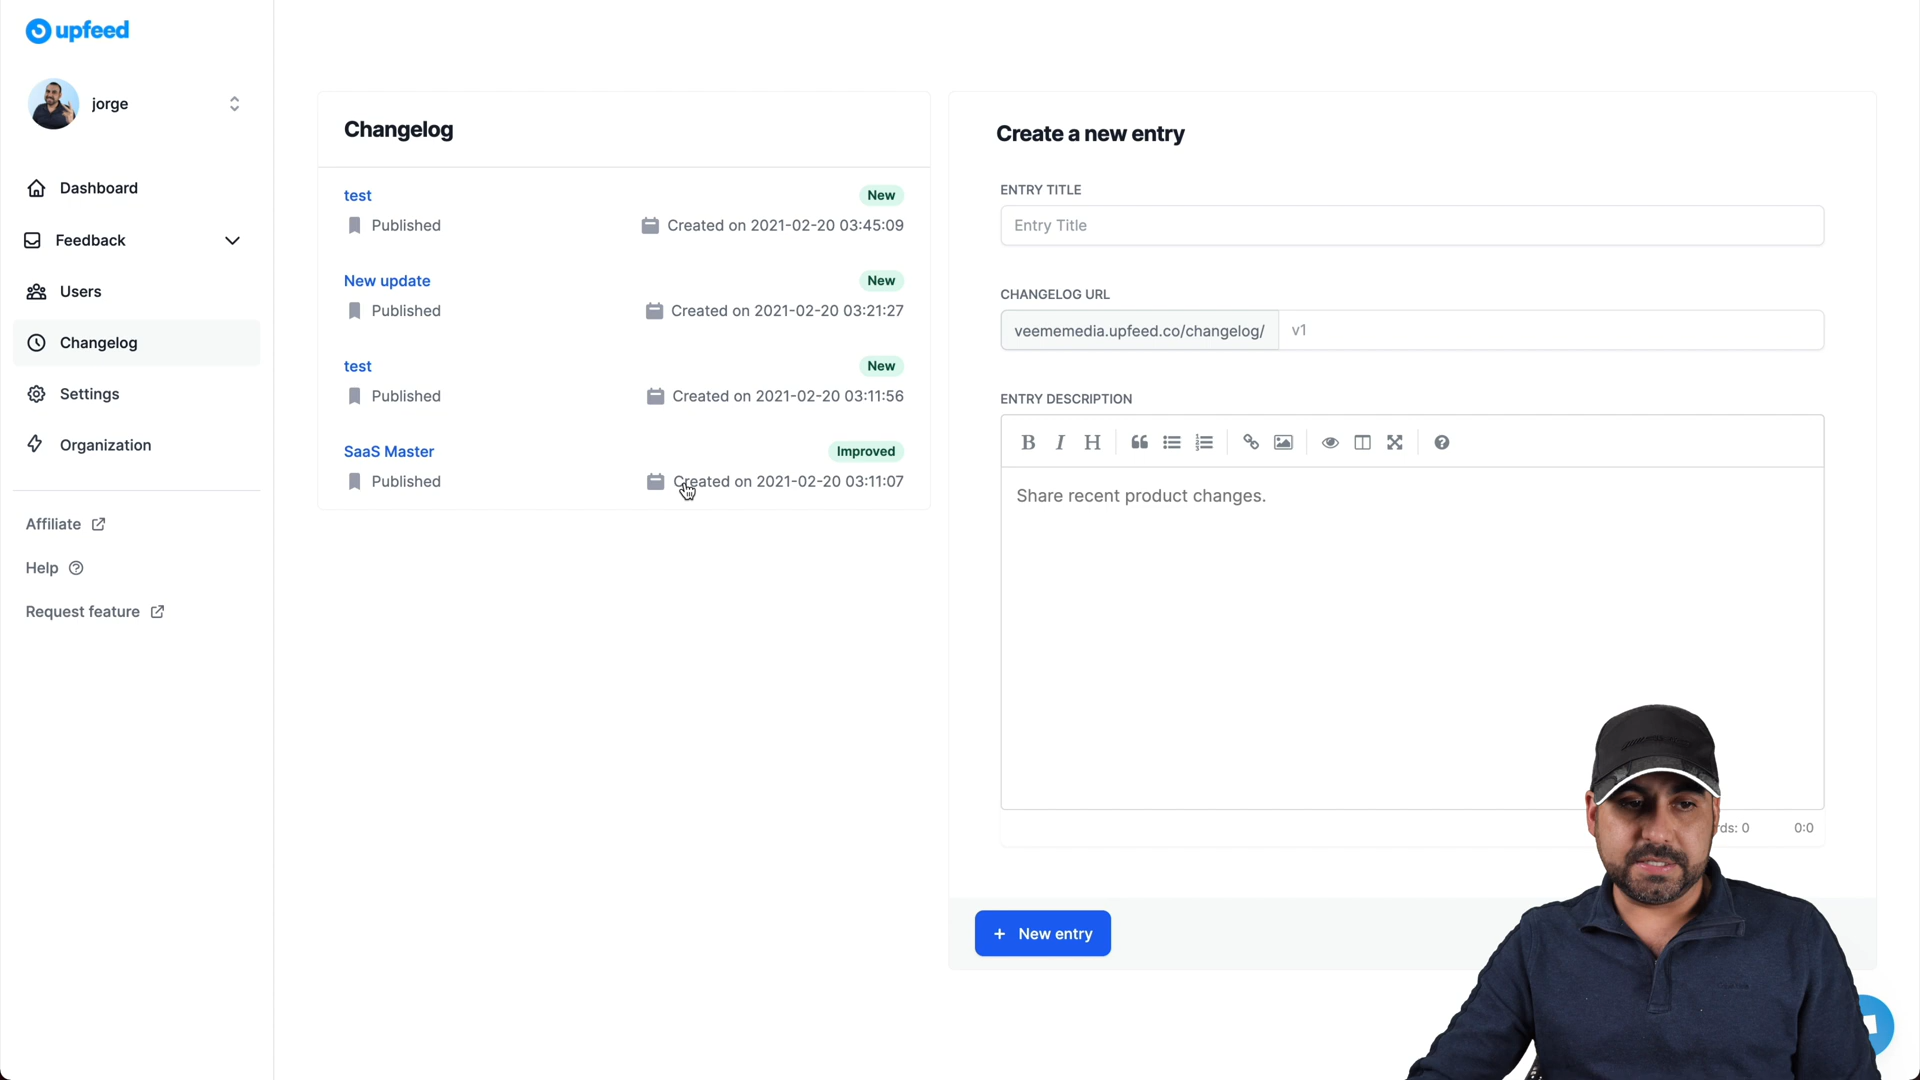 upfeed
jorge
Dashboard
Feedback
Users
Changelog
Settings
Organization
Affiliate
Help
Request feature
Changelog
test New
Published Created on 2021-02-20 03:45:09
New update New
Published Created on 2021-02-20 03:21:27
test New
Published Created on 2021-02-20 03:11:56
SaaS Master Improved
Published Created on 2021-02-20 03:11:07
Create a new entry
ENTRY TITLE
Entry Title
CHANGELOG URL
veememedia.upfeed.co/changelog/ v1
ENTRY DESCRIPTION
B I H
Share recent product changes.
rds: 0 0:0
+ New entry